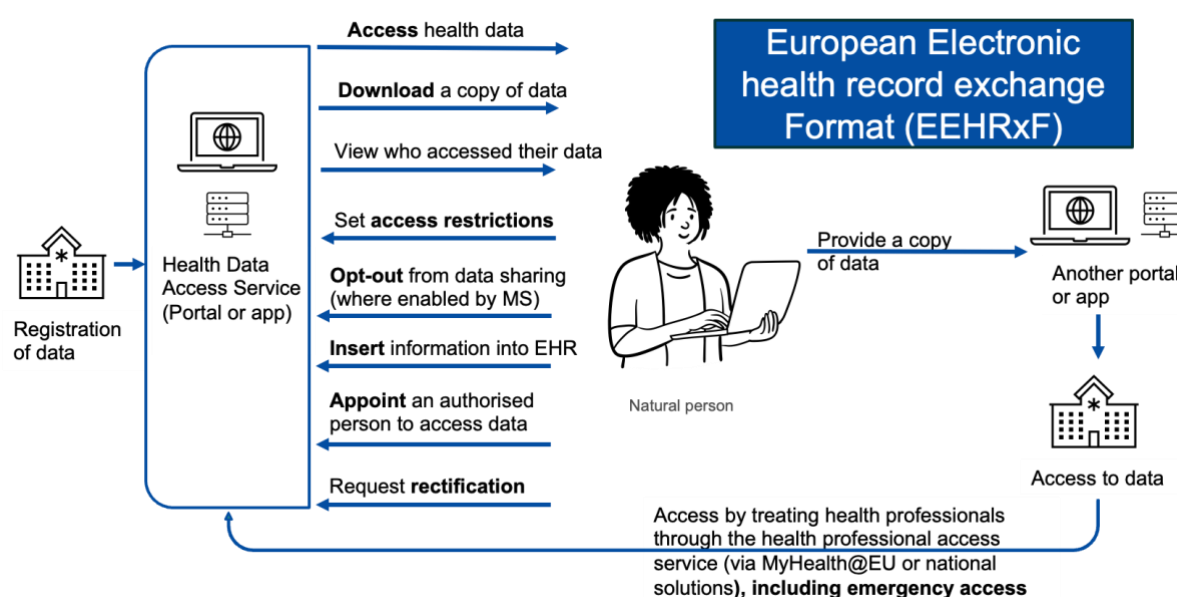 Access health data
European Electronic
health record exchange
Format (EEHRxF)
Download a copy of data
View who accessed their data
Set access restrictions
Provide a copy
of data
Another portal
or app
Health Data
Access Service
(Portal or app)
Opt-out from data sharing
(where enabled by MS)
Registration
of data
Insert information into EHR
Natural person
Appoint an authorised
person to access data
Access to data
Request rectification
Access by treating health professionals
through the health professional access
service (via MyHealth@EU or national
solutions), including emergency access